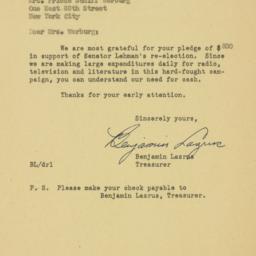 Mrs. Frieda Schiff Warburg
One East 80th Street
New York City
Dear Mrs. Warburg:
We are most grateful for your pledge of $500
in support of Senator Lehman's re-election. Since
we are making large expenditures daily for radio,
television and literature in this hard-fought cam-
paign, you can understand our need for cash.
Thanks for your early attention.
Sincerely yours,
Benjamin Lazrus
Benjamin Lazrus
Treasurer
BL/drl
P. S. Please make your check payable to
Benjamin Lazrus, Treasurer.